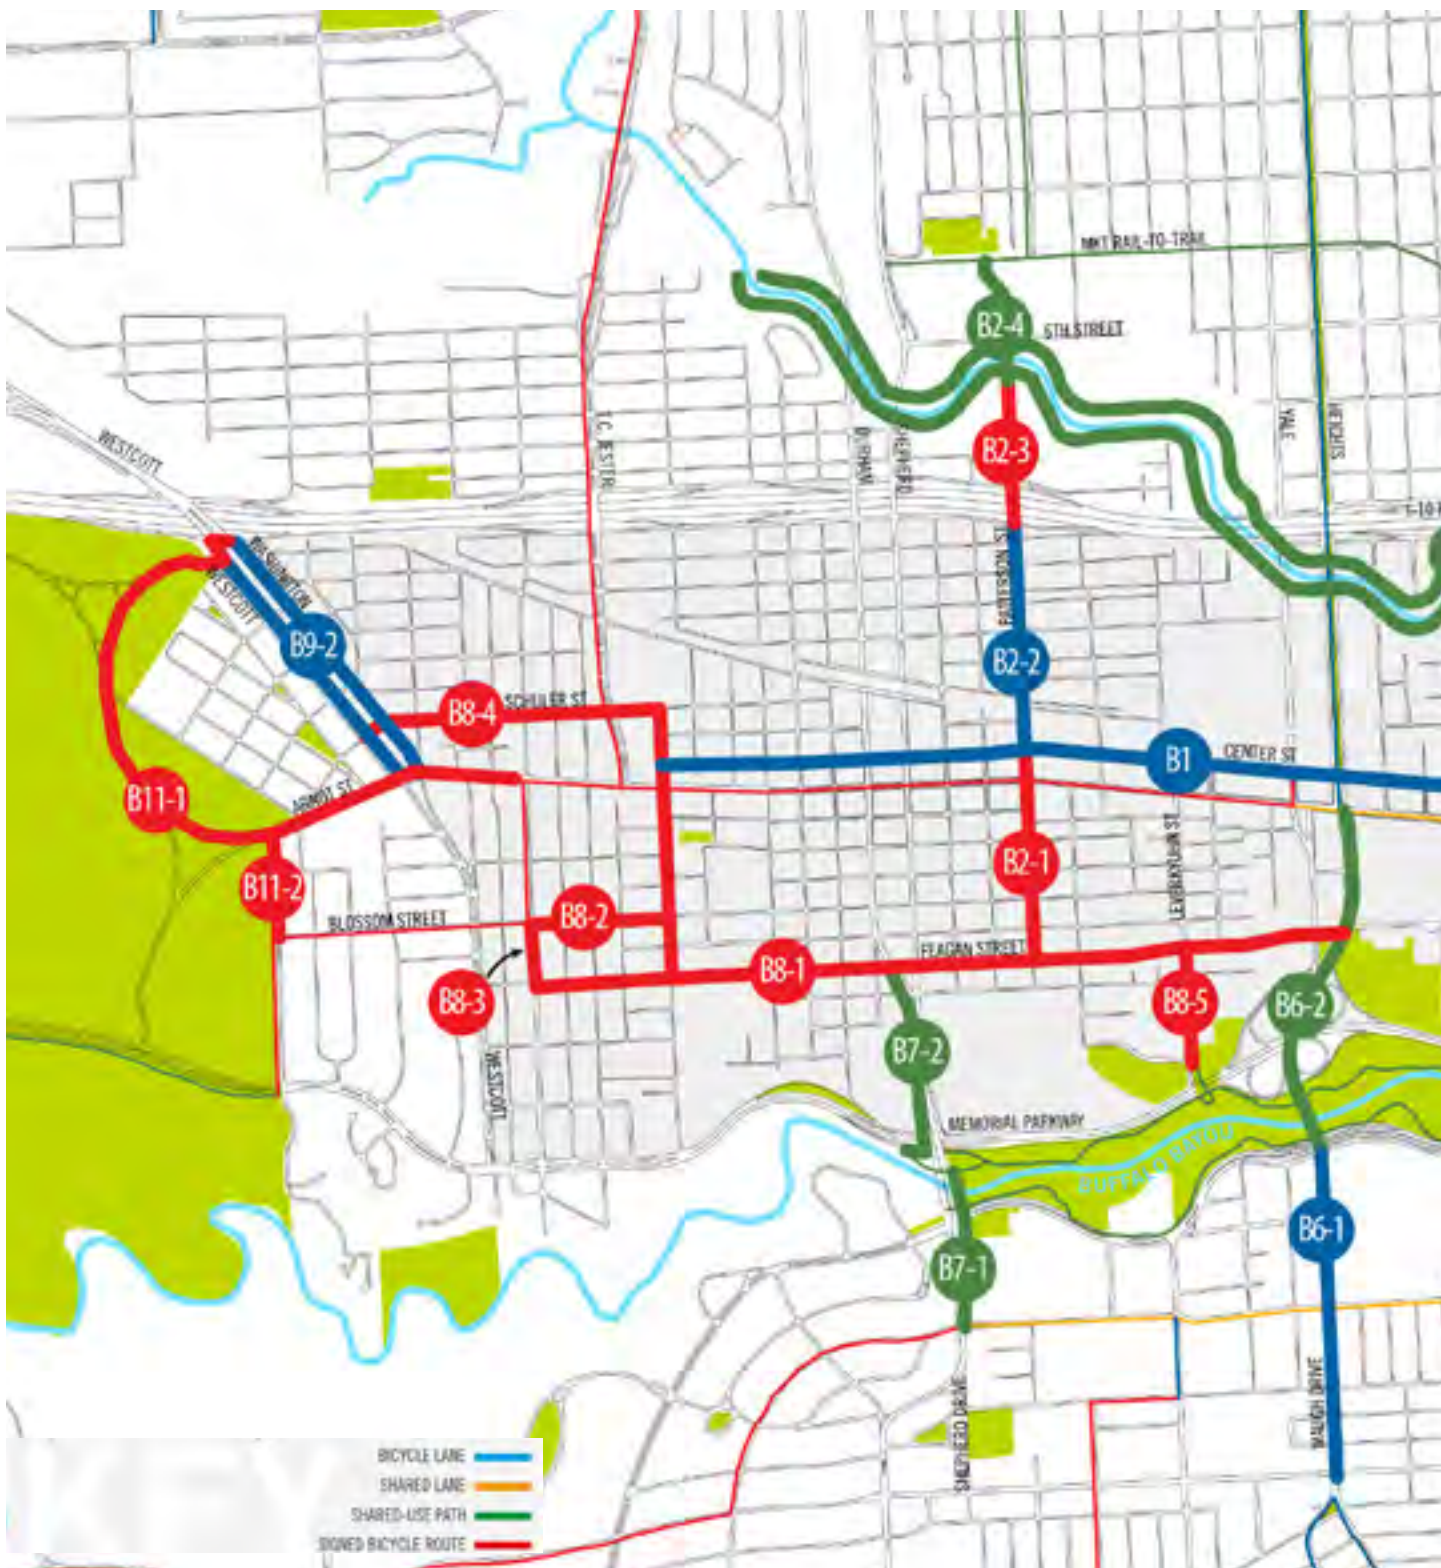 MKT RAIL-TO-TRAIL
B2-4
5TH STREET
YALE
HEIGHTS
T.C. JESTER
DURHAM
SHEPHERD
B2-3
WESTCOTT
I-10
WASHINGTON
WESTCOTT
PATTERSON ST
B9-2
B2-2
B8-4
SCHULER ST
B1
CENTER ST
B11-1
ARNOT ST
B2-1
B11-2
BLOSSOM STREET
B8-2
FEAGAN STREET
B8-1
B8-3
B8-5
B6-2
B7-2
WESTCOTT
MEMORIAL PARKWAY
BUFFALO BAYOU
B6-1
B7-1
SHEPHERD DRIVE
WAUGH DRIVE
KEY
BICYCLE LANE
SHARED LANE
SHARED-USE PATH
SIGNED BICYCLE ROUTE